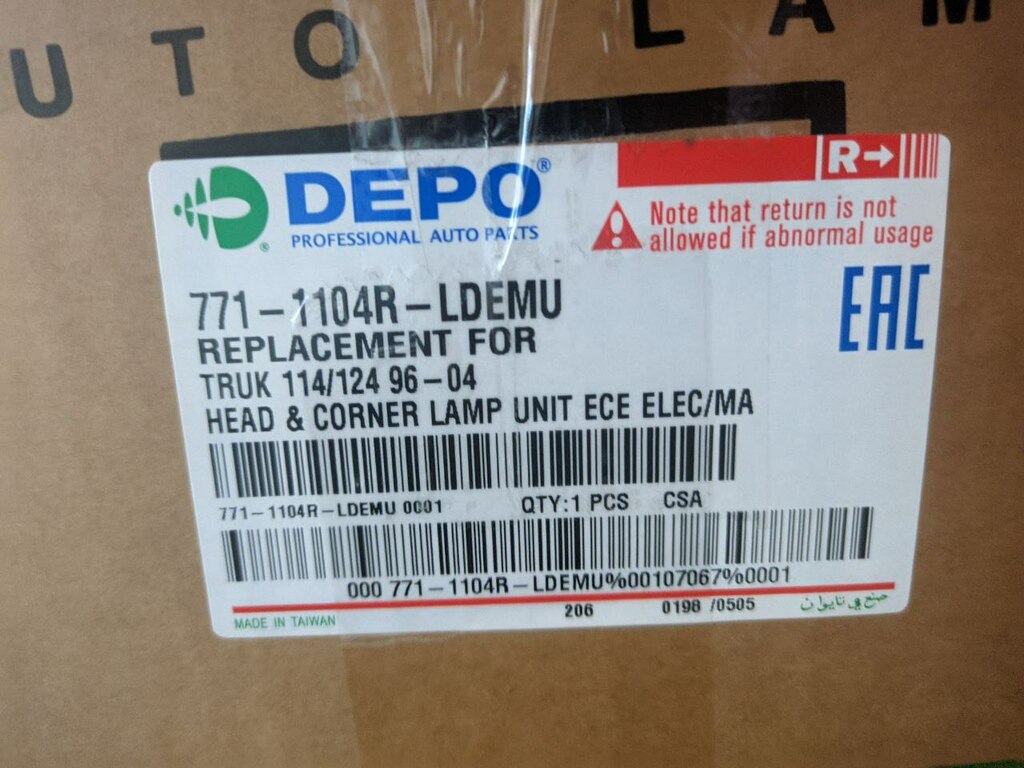 UTO LAM
DEPO®
PROFESSIONAL AUTO PARTS
®
R→
Note that return is not
allowed if abnormal usage
EAC
771-1104R-LDEMU
REPLACEMENT FOR
TRUK 114/124 96-04
HEAD & CORNER LAMP UNIT ECE ELEC/MA
771-1104R-LDEMU 0001 QTY:1 PCS CSA
000 771-1104R-LDEMU%00107067%0001
MADE IN TAIWAN 206 0198 /0505 صنع في تايوان